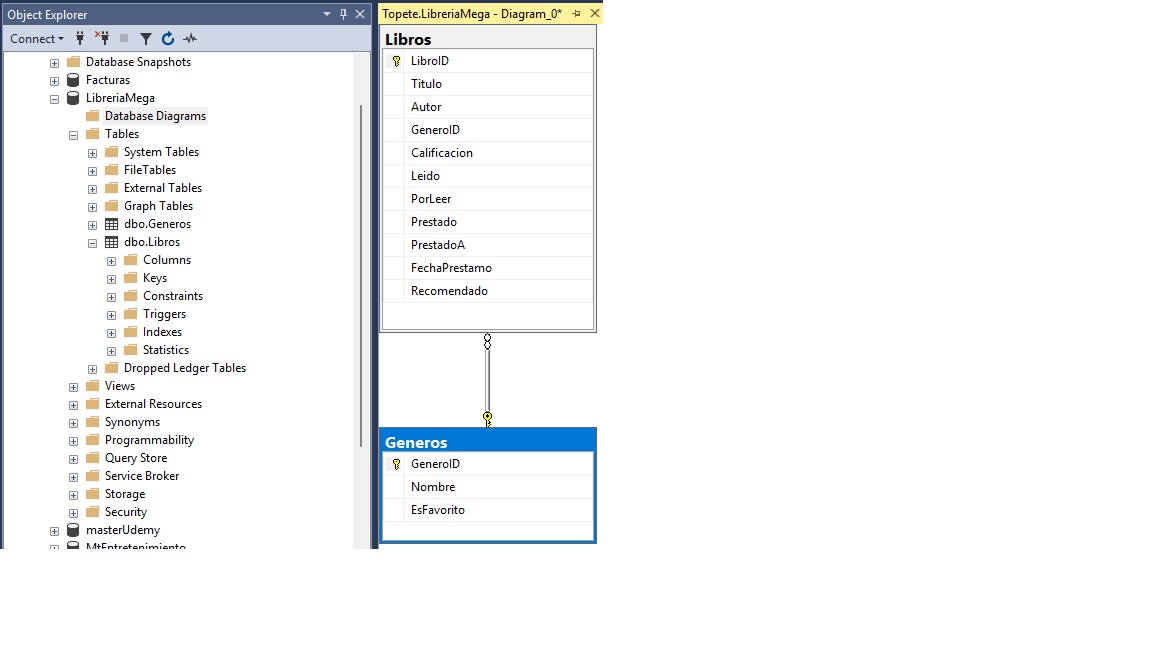 Object Explorer
Connect
Database Snapshots
Facturas
LibreriaMega
Database Diagrams
Tables
System Tables
FileTables
External Tables
Graph Tables
dbo.Generos
dbo.Libros
Columns
Keys
Constraints
Triggers
Indexes
Statistics
Dropped Ledger Tables
Views
External Resources
Synonyms
Programmability
Query Store
Service Broker
Storage
Security
masterUdemy
MtEntretenimiento
Topete.LibreriaMega - Diagram_0*
Libros
LibroID
Titulo
Autor
GeneroID
Calificacion
Leido
PorLeer
Prestado
PrestadoA
FechaPrestamo
Recomendado
Generos
GeneroID
Nombre
EsFavorito